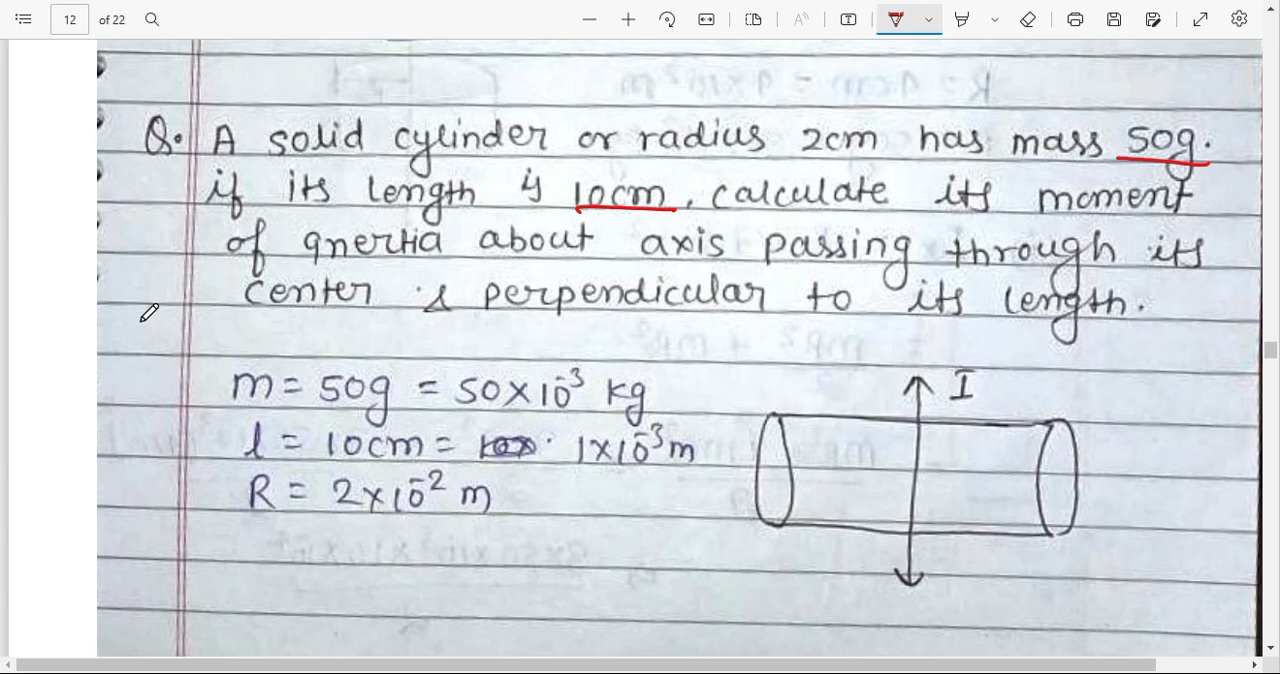 12 of 22
Q. A solid cylinder or radius 2cm has mass 50g.
if its length is 10cm, calculate its moment
of Inertia about axis passing through its
center & perpendicular to its length.
m = 50g = 50×10⁻³ kg
I
l = 10cm = 1×10⁻³ m
R = 2×10⁻² m